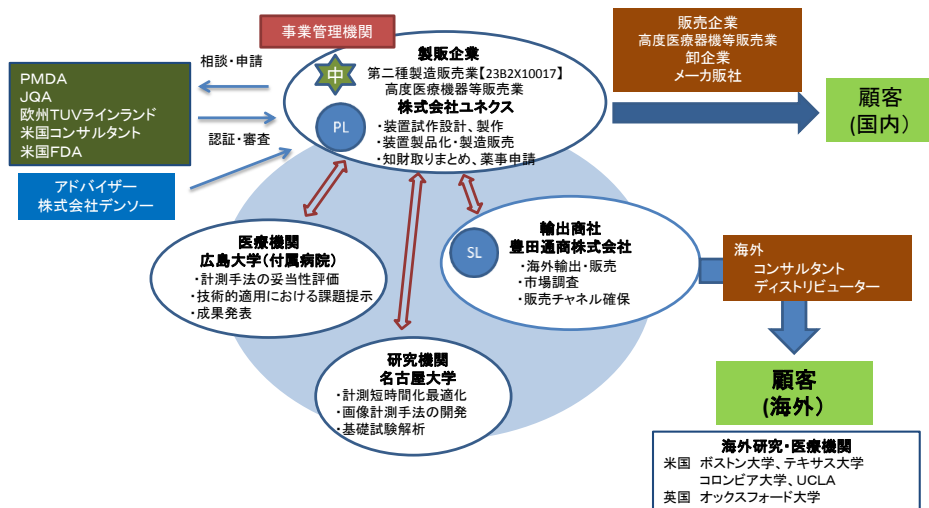 事業管理機関
製販企業
第二種製造販売業【23B2X10017】
高度医療機器等販売業
株式会社ユネクス
・装置試作設計、製作
・装置製品化・製造販売
・知財取りまとめ、薬事申請
中
PL
相談・申請
認証・審査
PMDA
JQA
欧州TUVラインランド
米国コンサルタント
米国FDA
アドバイザー
株式会社デンソー
販売企業
高度医療器機等販売業
卸企業
メーカ販社
顧客
(国内)
医療機関
広島大学(付属病院)
・計測手法の妥当性評価
・技術的適用における課題提示
・成果発表
輸出商社
豊田通商株式会社
SL
・海外輸出・販売
・市場調査
・販売チャネル確保
海外
コンサルタント
ディストリビューター
研究機関
名古屋大学
・計測短時間化最適化
・画像計測手法の開発
・基礎試験解析
顧客
(海外)
海外研究・医療機関
米国 ボストン大学、テキサス大学
コロンビア大学、UCLA
英国 オックスフォード大学